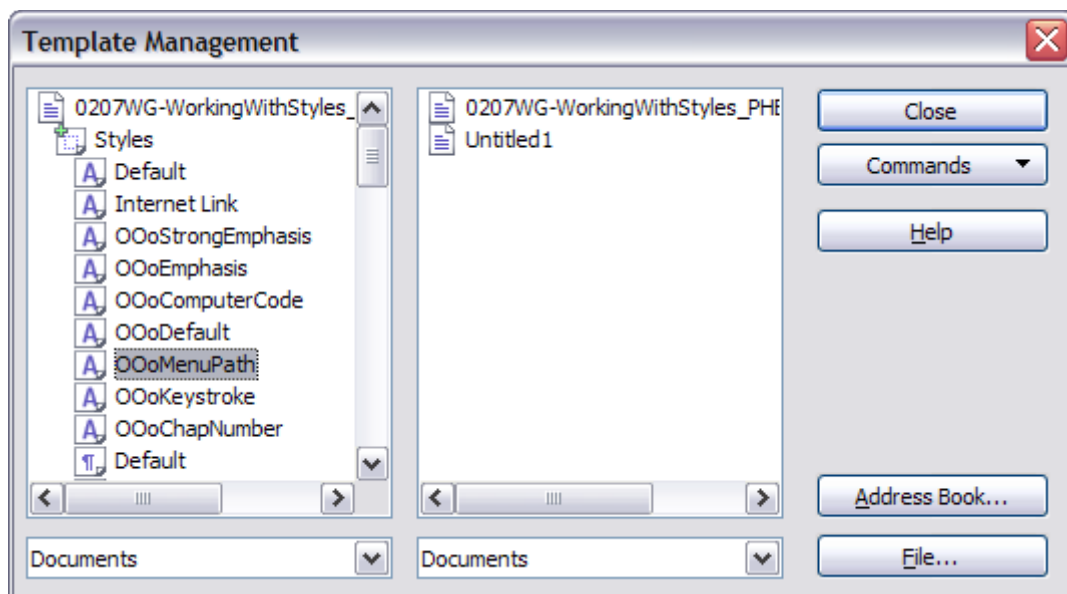 Template Management
0207WG-WorkingWithStyles_
Styles
Default
Internet Link
OOoStrongEmphasis
OOoEmphasis
OOoComputerCode
OOoDefault
OOoMenuPath
OOoKeystroke
OOoChapNumber
Default
Documents
0207WG-WorkingWithStyles_PHE
Untitled1
Documents
Close
Commands
Help
Address Book...
File...